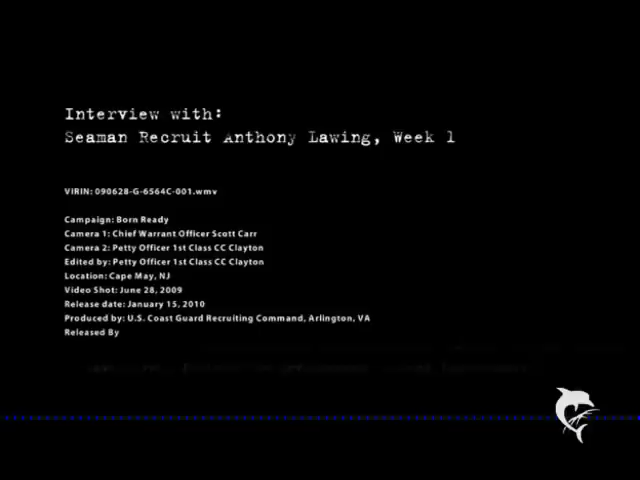 Interview with:
Seaman Recruit Anthony Lawing, Week 1
VIRIN: 090628-G-6564C-001.wmv
Campaign: Born Ready
Camera 1: Chief Warrant Officer Scott Carr
Camera 2: Petty Officer 1st Class CC Clayton
Edited by: Petty Officer 1st Class CC Clayton
Location: Cape May, NJ
Video Shot: June 28, 2009
Release date: January 15, 2010
Produced by: U.S. Coast Guard Recruiting Command, Arlington, VA
Released By